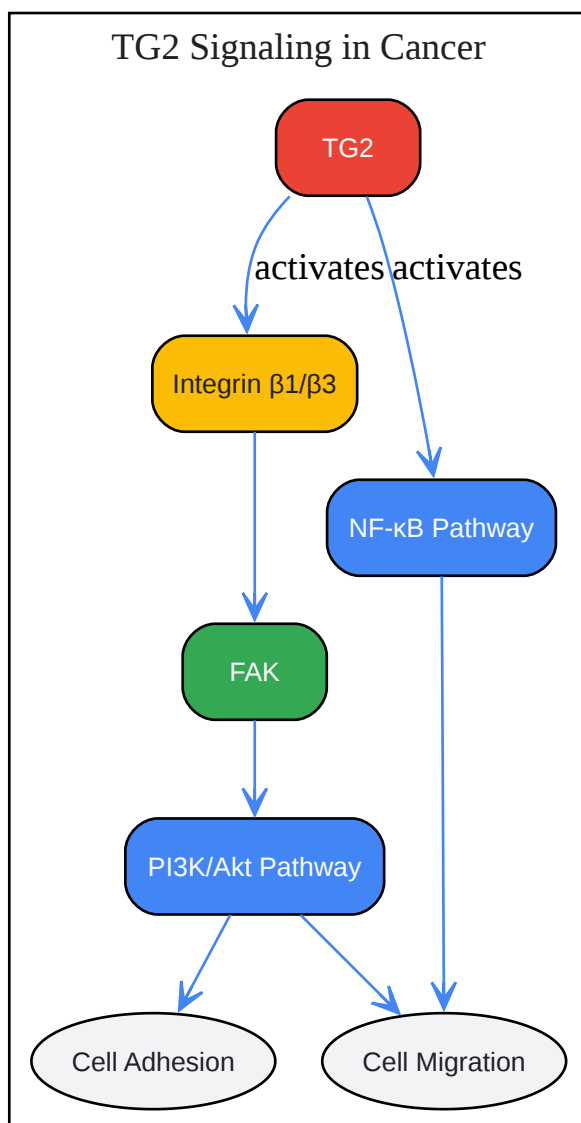 TG2 Signaling in Cancer
TG2
activates activates
Integrin β1/β3
NF-κB Pathway
FAK
PI3K/Akt Pathway
Cell Adhesion
Cell Migration